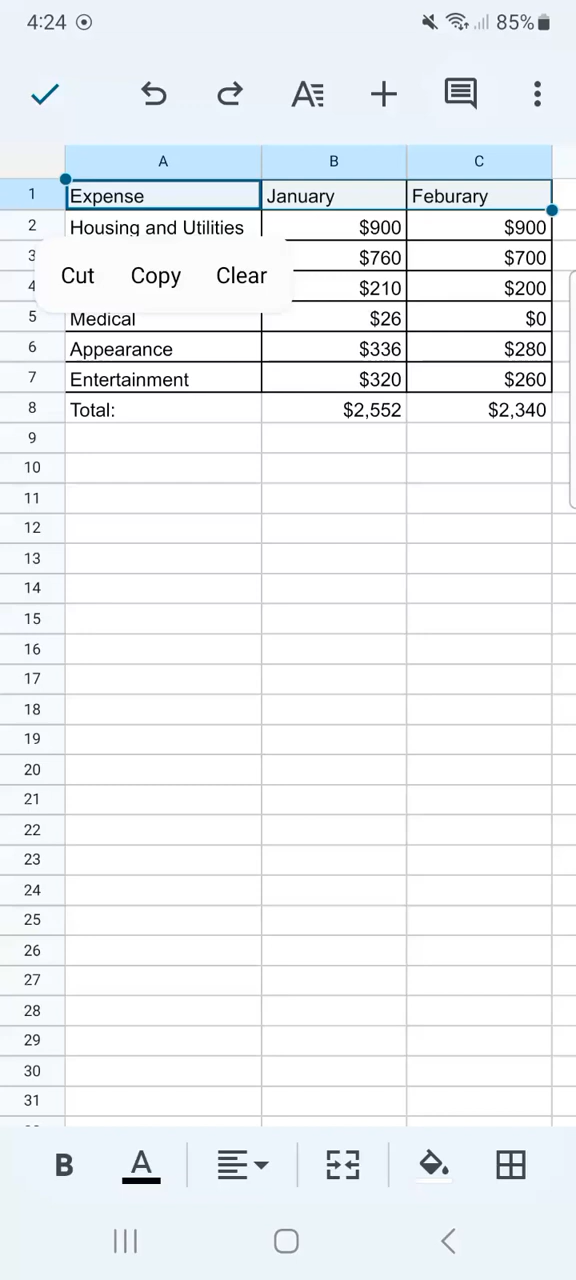 4:24 85%
A
A B C
1 Expense January Feburary
2 Housing and Utilities $900 $900
3 $760 $700
4 $210 $200
Cut Copy Clear
5 Medical $26 $0
6 Appearance $336 $280
7 Entertainment $320 $260
8 Total: $2,552 $2,340
9
10
11
12
13
14
15
16
17
18
19
20
21
22
23
24
25
26
27
28
29
30
31
B A